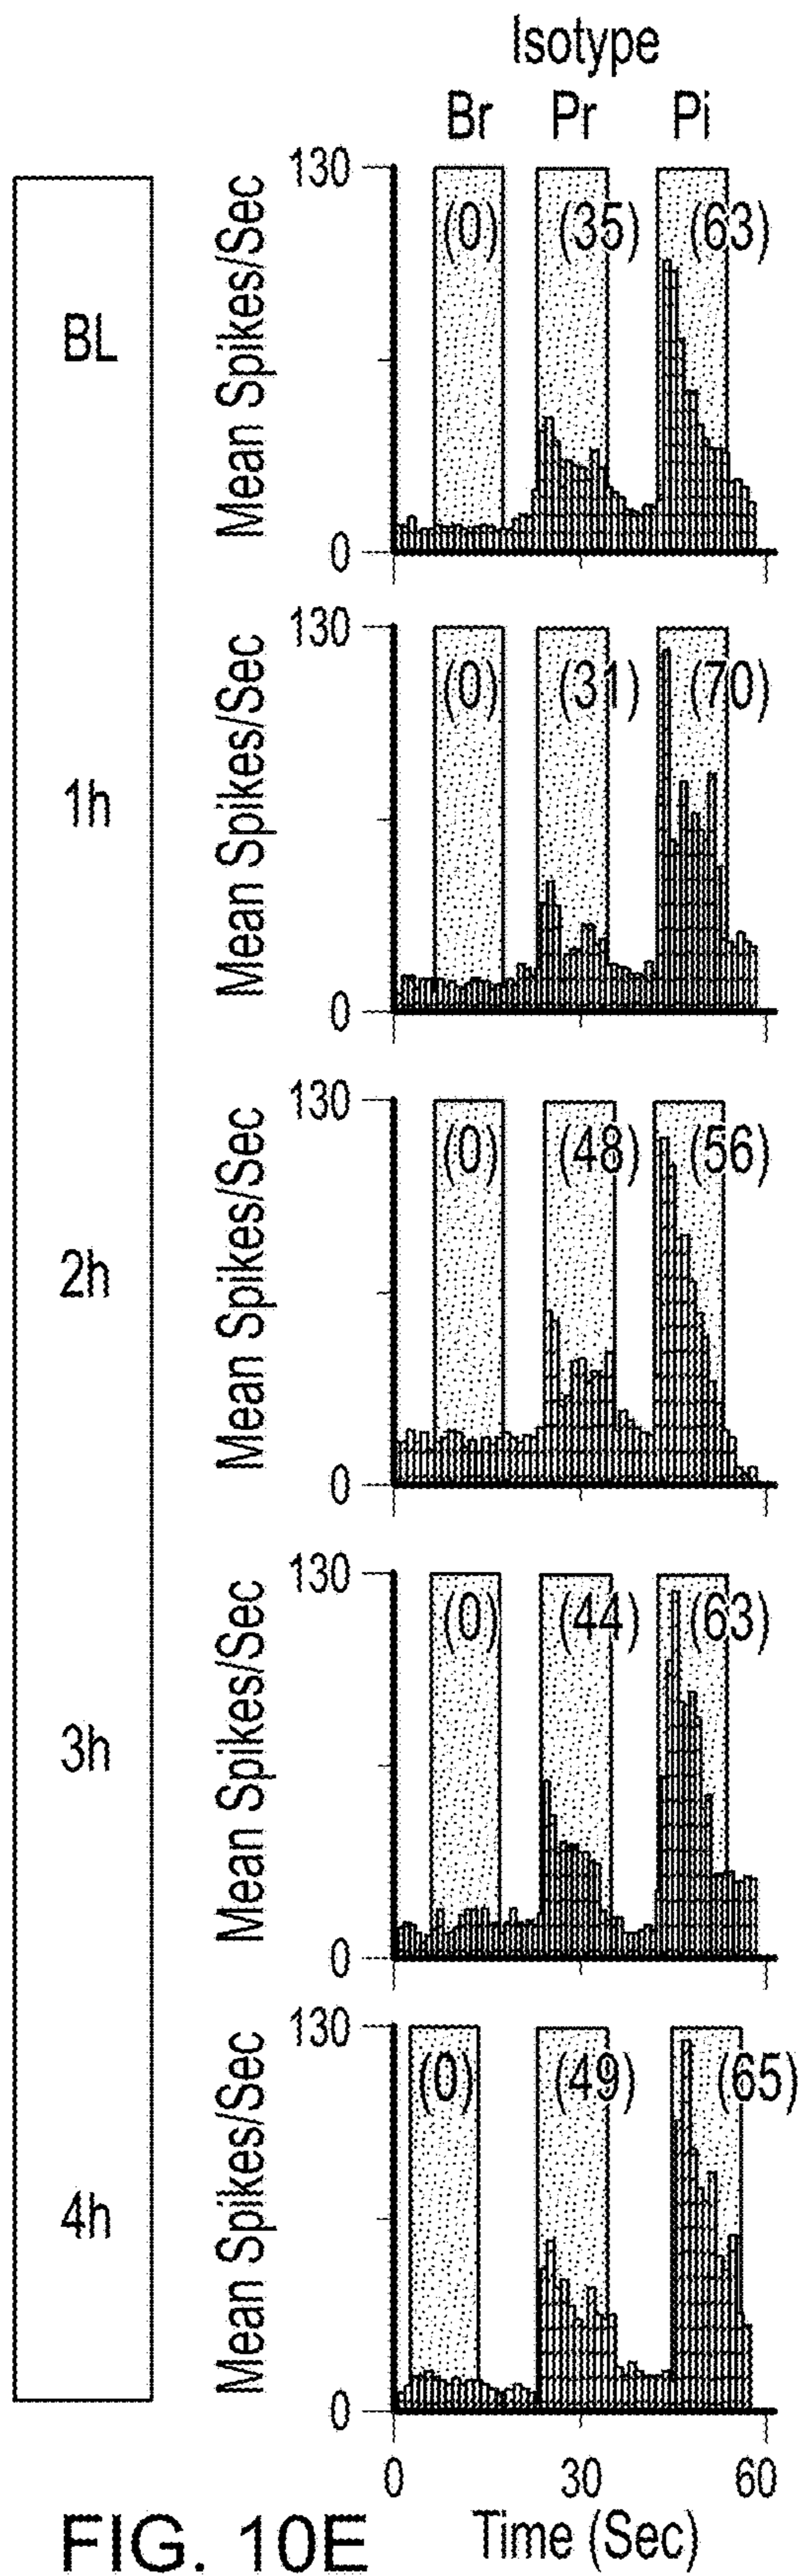 Isotype
Br Pr Pi
BL
Mean Spikes/Sec
130
(0) (35) (63)
0
1h
Mean Spikes/Sec
130
(0) (31) (70)
0
2h
Mean Spikes/Sec
130
(0) (48) (56)
0
3h
Mean Spikes/Sec
130
(0) (44) (63)
0
4h
Mean Spikes/Sec
130
(0) (49) (65)
0
0 30 60
Time (Sec)
FIG. 10E